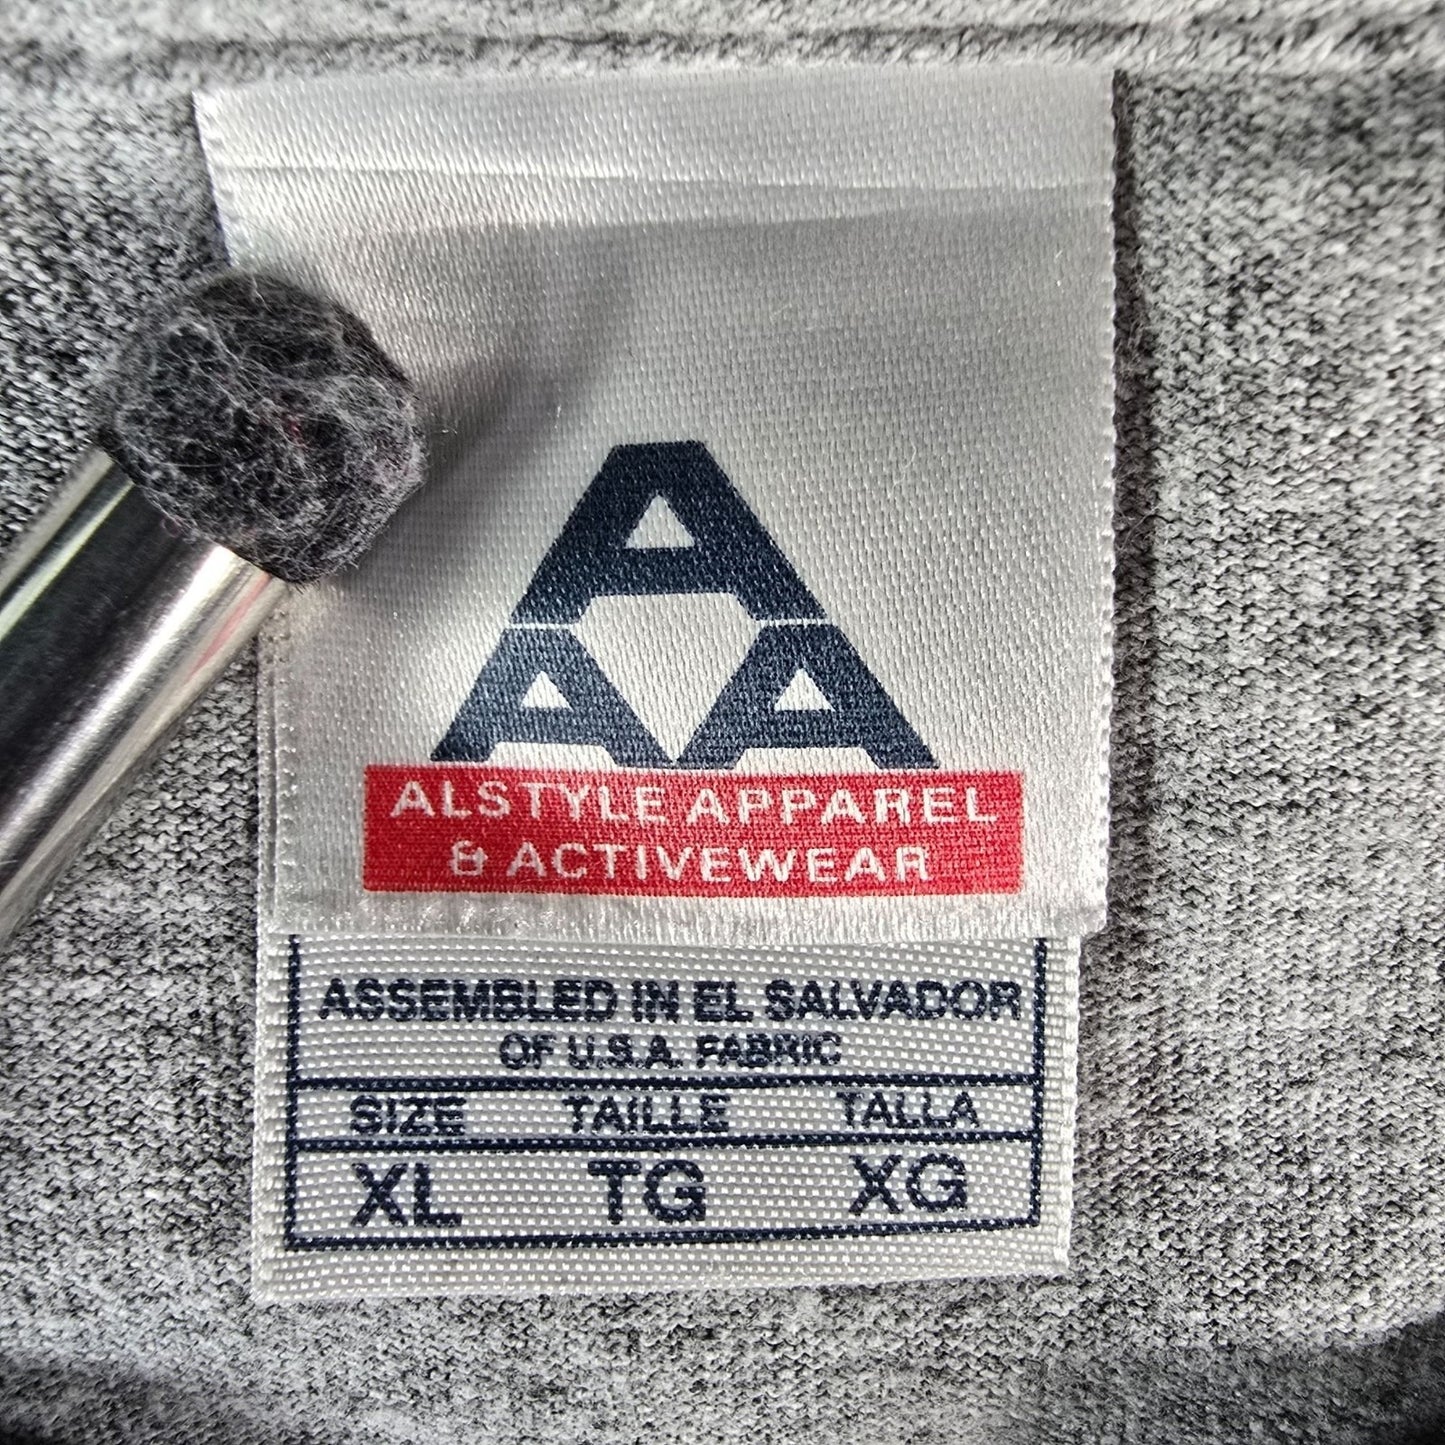 A
A A
ALSTYLE APPAREL
& ACTIVEWEAR
ASSEMBLED IN EL SALVADOR
OF U.S.A. FABRIC
SIZE TAILLE TALLA
XL TG XG